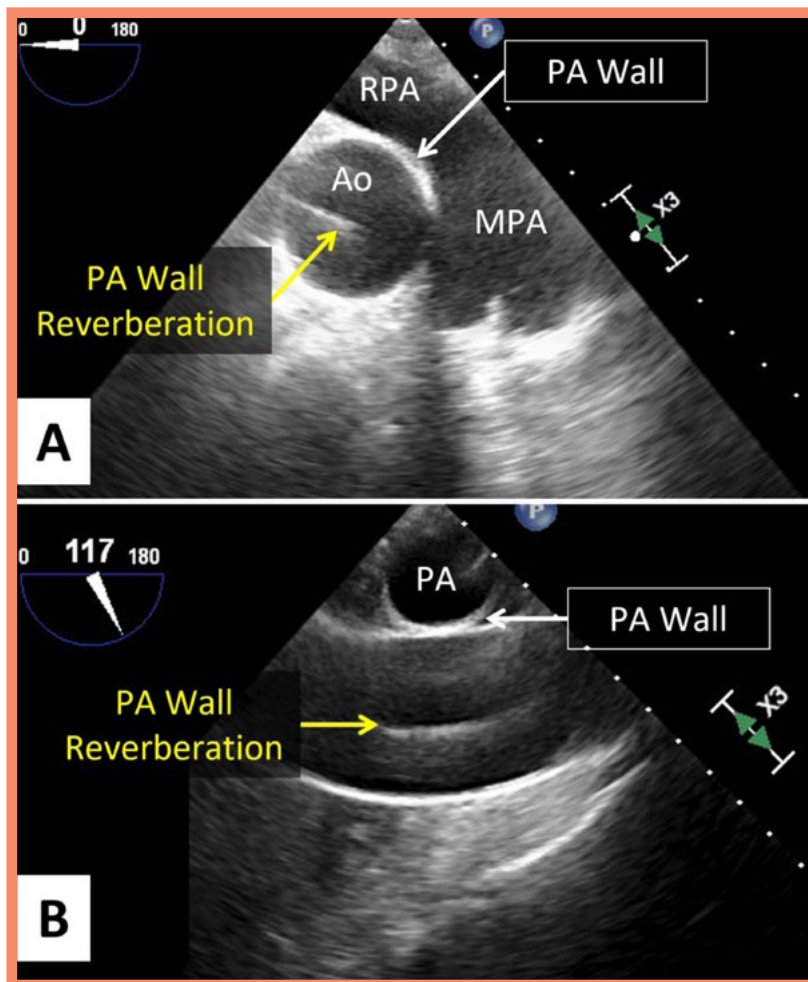 0 0 180
P
RPA
PA Wall
Ao
MPA
X3
PA Wall
Reverberation
A
0 117 180
P
PA
PA Wall
X3
PA Wall
Reverberation
B